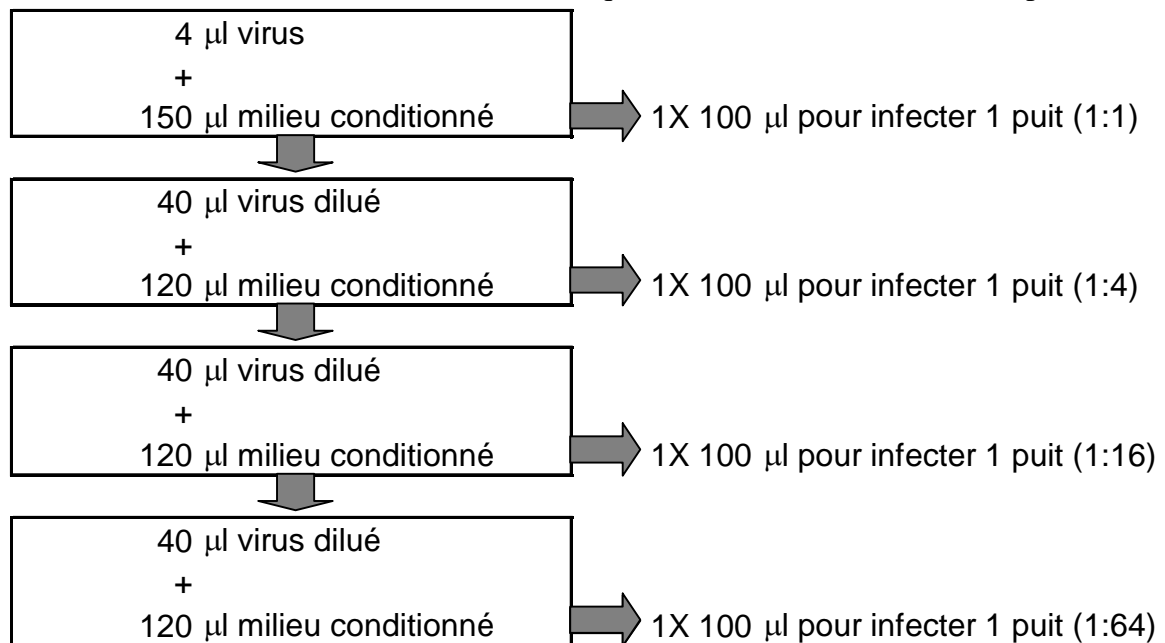 4 μl virus
+
150 μl milieu conditionné
1X 100 μl pour infecter 1 puit (1:1)
40 μl virus dilué
+
120 μl milieu conditionné
1X 100 μl pour infecter 1 puit (1:4)
40 μl virus dilué
+
120 μl milieu conditionné
1X 100 μl pour infecter 1 puit (1:16)
40 μl virus dilué
+
120 μl milieu conditionné
1X 100 μl pour infecter 1 puit (1:64)